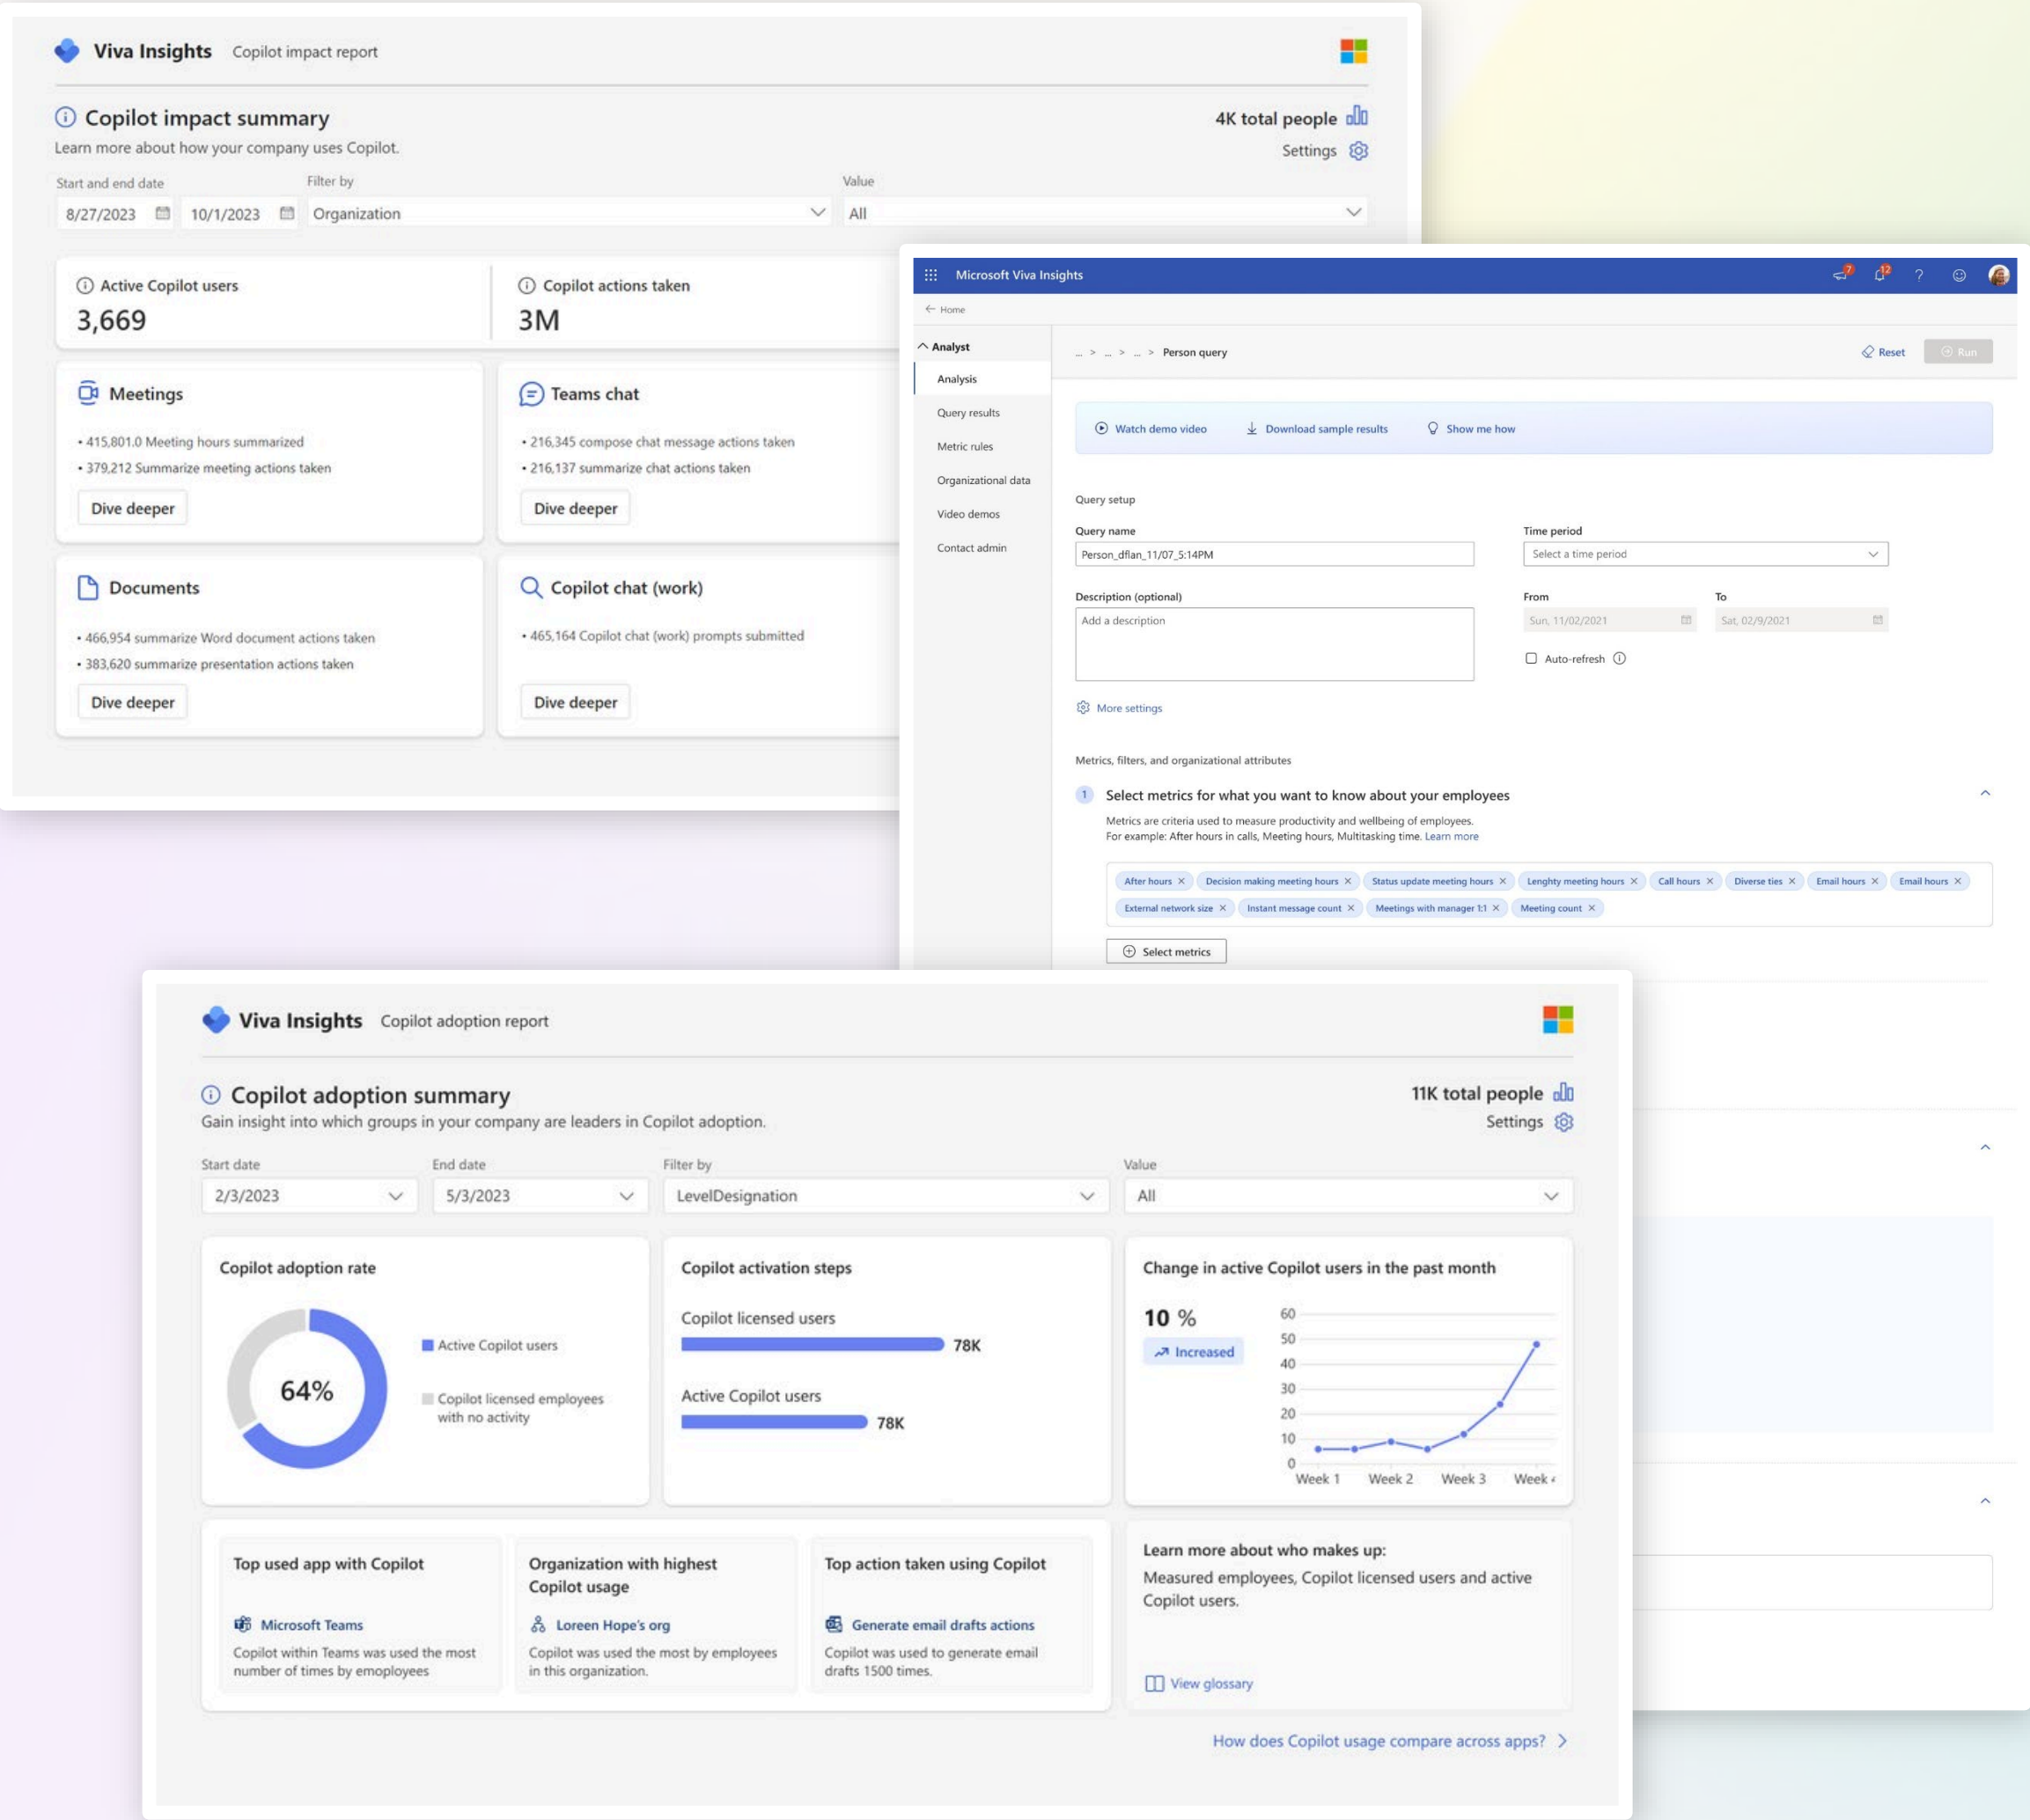 Viva Insights Copilot impact report
Copilot impact summary
4K total people
Learn more about how your company uses Copilot.
Settings
Start and end date
Filter by
Value
8/27/2023
10/1/2023
Organization
All
Active Copilot users
3,669
Copilot actions taken
3M
Meetings
• 415,801.0 Meeting hours summarized
• 379,212 Summarize meeting actions taken
Dive deeper
Teams chat
• 216,345 compose chat message actions taken
• 216,137 summarize chat actions taken
Dive deeper
Documents
• 466,954 summarize Word document actions taken
• 383,620 summarize presentation actions taken
Dive deeper
Copilot chat (work)
• 465,164 Copilot chat (work) prompts submitted
Dive deeper
Microsoft Viva Insights
7
12
?
← Home
Analyst
Analysis
Query results
Metric rules
Organizational data
Video demos
Contact admin
... > ... > ... > Person query
Reset
Run
Watch demo video
Download sample results
Show me how
Query setup
Query name
Person_dflan_11/07_5:14PM
Time period
Select a time period
Description (optional)
Add a description
From
To
Sun, 11/02/2021
Sat, 02/9/2021
Auto-refresh
More settings
Metrics, filters, and organizational attributes
1 Select metrics for what you want to know about your employees
Metrics are criteria used to measure productivity and wellbeing of employees.
For example: After hours in calls, Meeting hours, Multitasking time. Learn more
After hours × Decision making meeting hours × Status update meeting hours × Lenghty meeting hours × Call hours × Diverse ties × Email hours × Email hours ×
External network size × Instant message count × Meetings with manager 1:1 × Meeting count ×
Select metrics
Viva Insights Copilot adoption report
Copilot adoption summary
11K total people
Gain insight into which groups in your company are leaders in Copilot adoption.
Settings
Start date
End date
Filter by
Value
2/3/2023
5/3/2023
LevelDesignation
All
Copilot adoption rate
64%
Active Copilot users
Copilot licensed employees
with no activity
Copilot activation steps
Copilot licensed users
78K
Active Copilot users
78K
Change in active Copilot users in the past month
10 %
Increased
60
50
40
30
20
10
0
Week 1 Week 2 Week 3 Week
Top used app with Copilot
Microsoft Teams
Copilot within Teams was used the most
number of times by emoployees
Organization with highest
Copilot usage
Loreen Hope's org
Copilot was used the most by employees
in this organization.
Top action taken using Copilot
Generate email drafts actions
Copilot was used to generate email
drafts 1500 times.
Learn more about who makes up:
Measured employees, Copilot licensed users and active
Copilot users.
View glossary
How does Copilot usage compare across apps? >